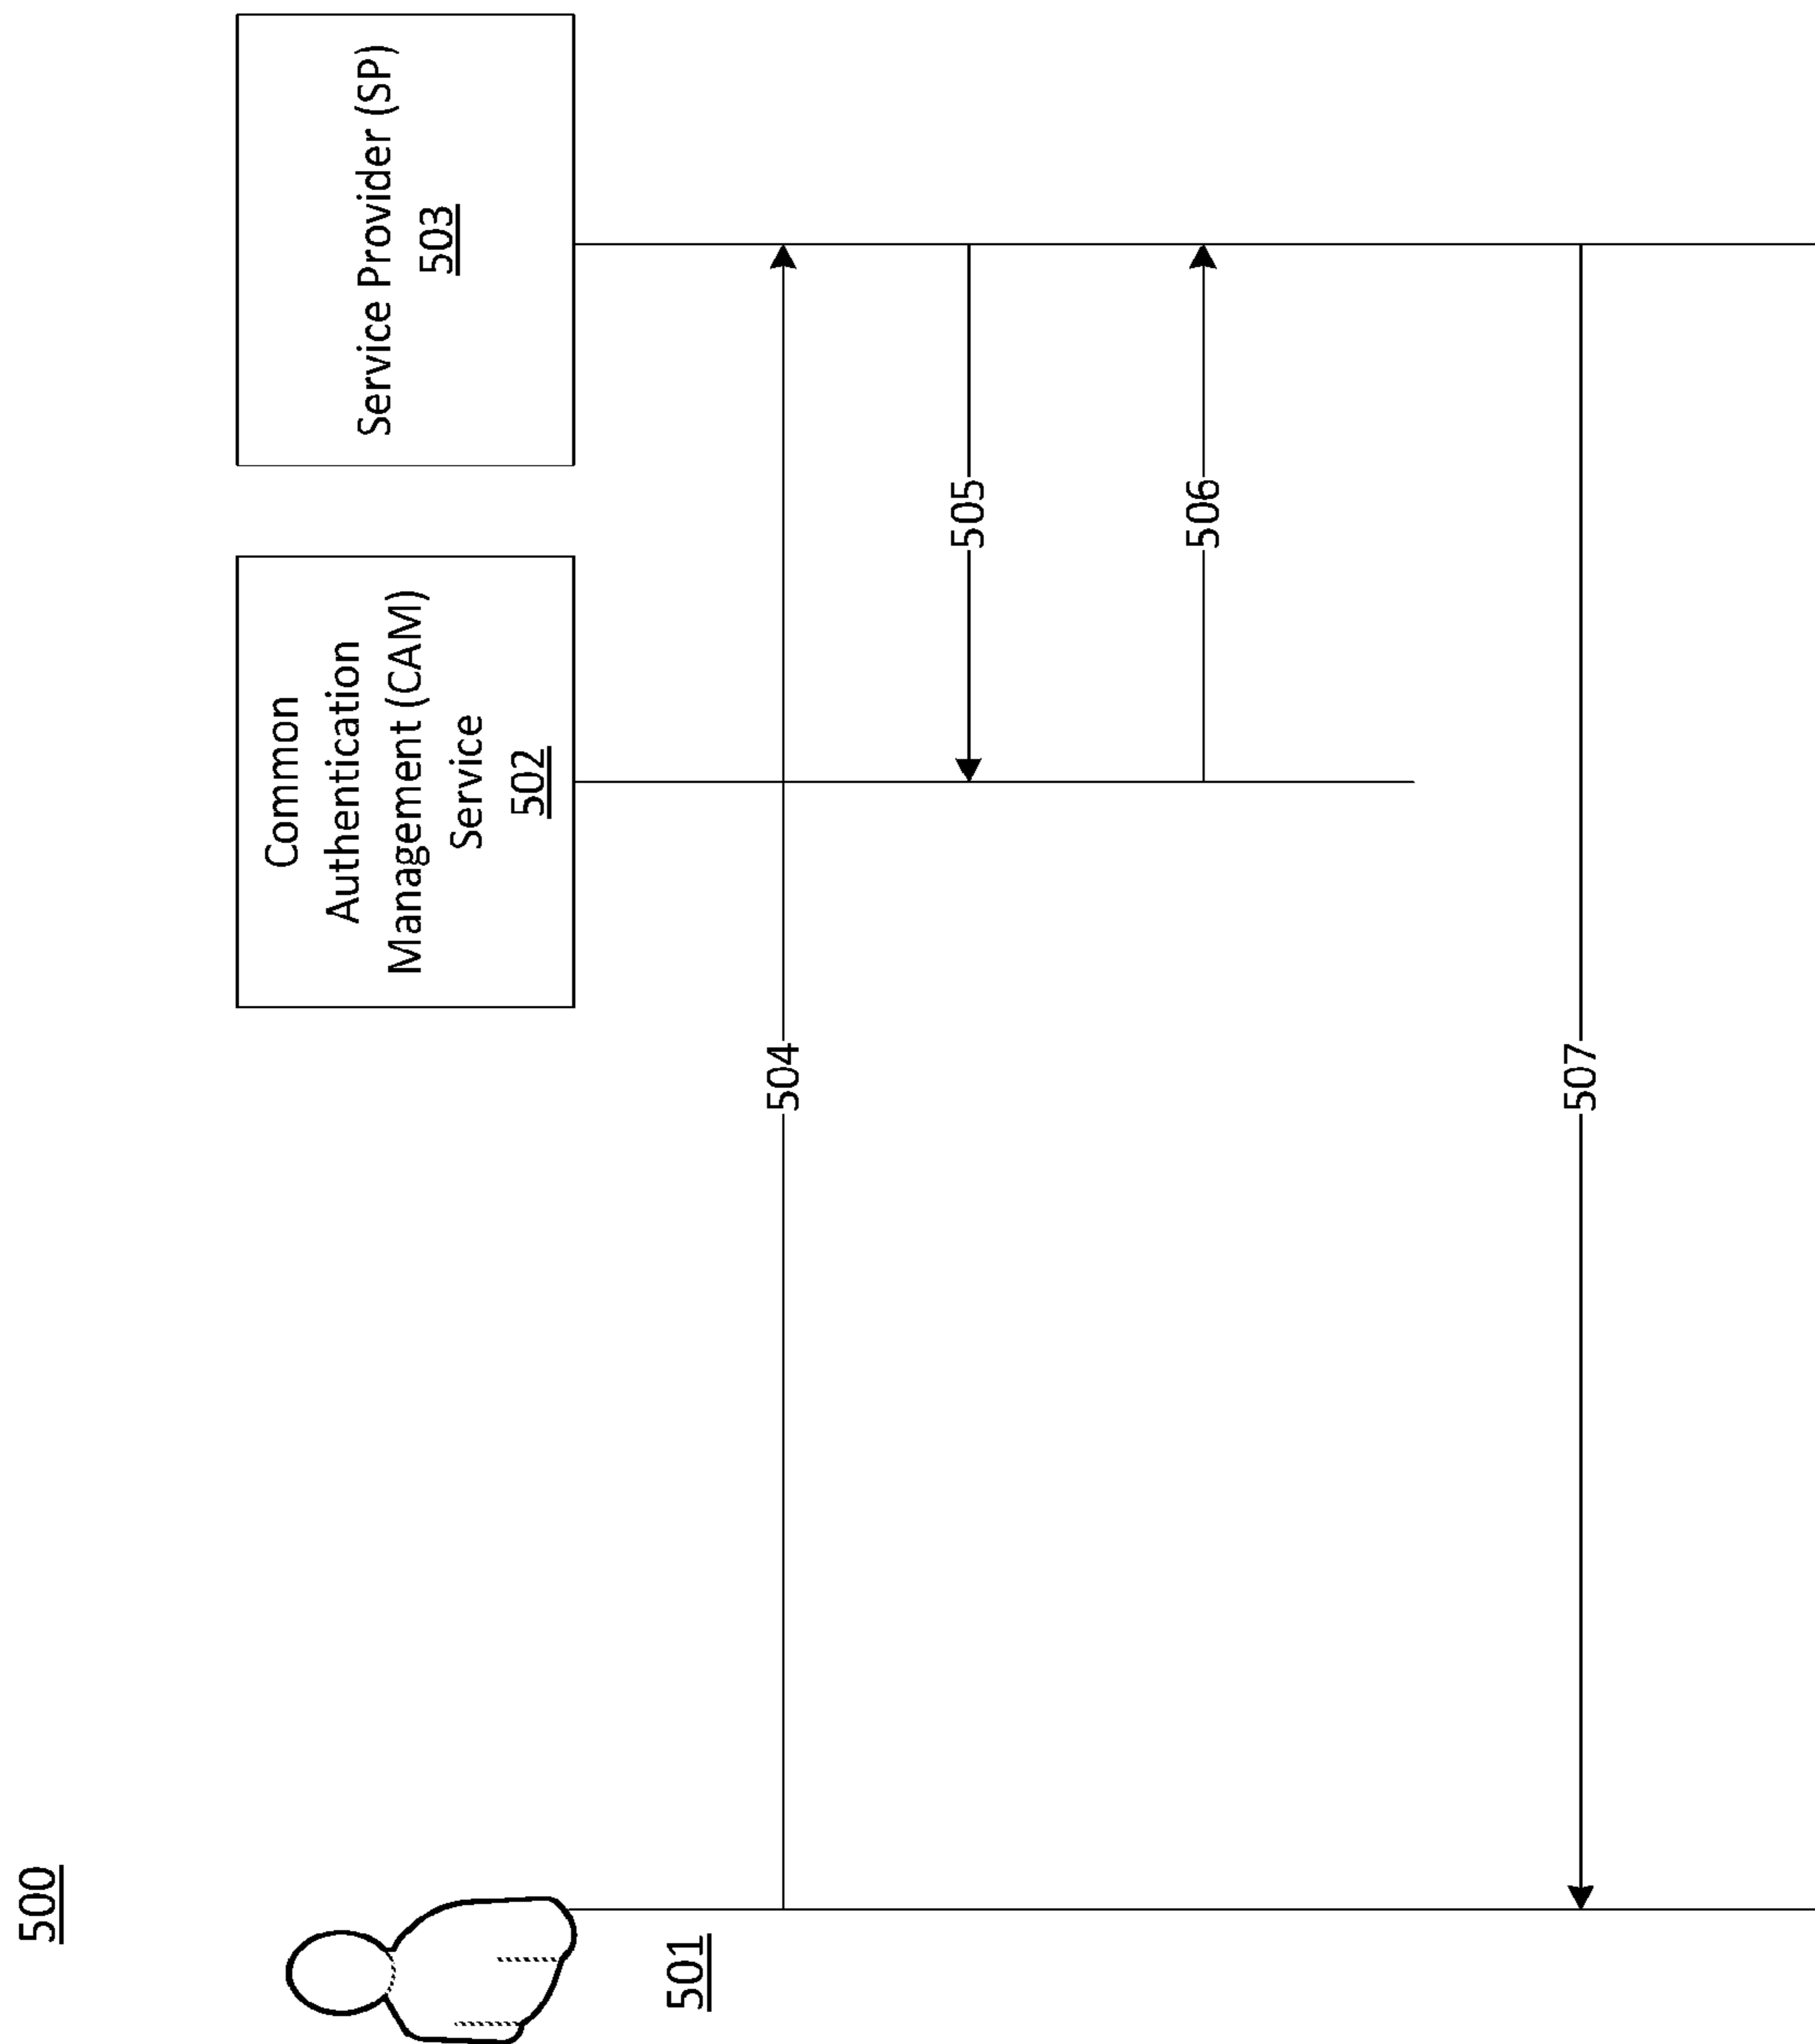 500
501
Common
Authentication
Management (CAM)
Service
502
Service Provider (SP)
503
504
505
506
507